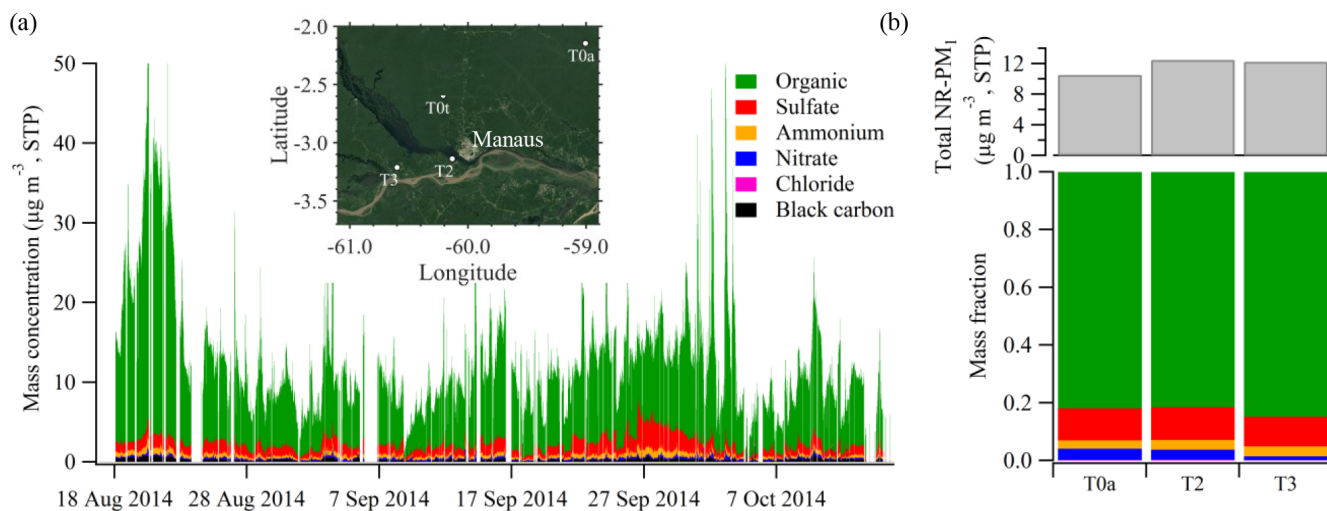 (a)
Mass concentration (µg m⁻³, STP)
50
40
30
20
10
0
18 Aug 2014
28 Aug 2014
7 Sep 2014
17 Sep 2014
27 Sep 2014
7 Oct 2014
Latitude
-2.0
-2.5
-3.0
-3.5
T0a
T0t
Manaus
T2
T3
-61.0
-60.0
-59.0
Longitude
Organic
Sulfate
Ammonium
Nitrate
Chloride
Black carbon
(b)
Total NR-PM₁
(µg m⁻³, STP)
12
8
4
0
Mass fraction
1.0
0.8
0.6
0.4
0.2
0.0
T0a
T2
T3